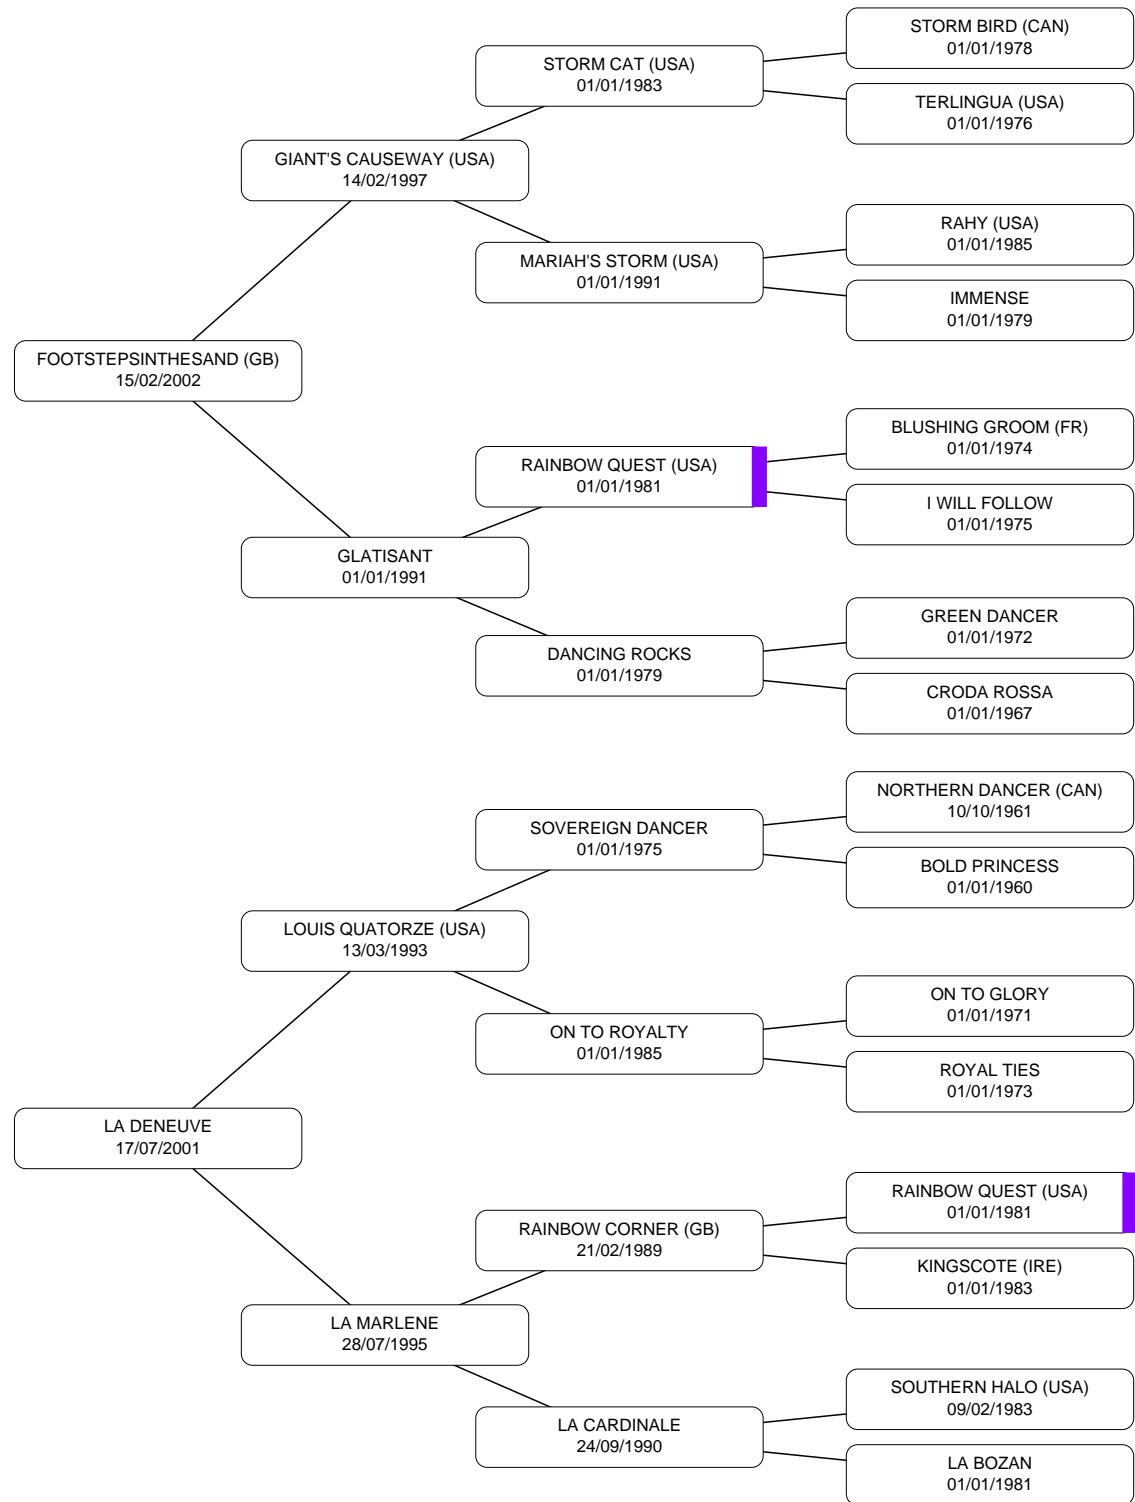 STORM BIRD (CAN)
01/01/1978
STORM CAT (USA)
01/01/1983
TERLINGUA (USA)
01/01/1976
GIANT'S CAUSEWAY (USA)
14/02/1997
RAHY (USA)
01/01/1985
MARIAH'S STORM (USA)
01/01/1991
IMMENSE
01/01/1979
FOOTSTEPSINTHESAND (GB)
15/02/2002
BLUSHING GROOM (FR)
01/01/1974
RAINBOW QUEST (USA)
01/01/1981
I WILL FOLLOW
01/01/1975
GLATISANT
01/01/1991
GREEN DANCER
01/01/1972
DANCING ROCKS
01/01/1979
CRODA ROSSA
01/01/1967
NORTHERN DANCER (CAN)
10/10/1961
SOVEREIGN DANCER
01/01/1975
BOLD PRINCESS
01/01/1960
LOUIS QUATORZE (USA)
13/03/1993
ON TO GLORY
01/01/1971
ON TO ROYALTY
01/01/1985
ROYAL TIES
01/01/1973
LA DENEUVE
17/07/2001
RAINBOW QUEST (USA)
01/01/1981
RAINBOW CORNER (GB)
21/02/1989
KINGSCOTE (IRE)
01/01/1983
LA MARLENE
28/07/1995
SOUTHERN HALO (USA)
09/02/1983
LA CARDINALE
24/09/1990
LA BOZAN
01/01/1981